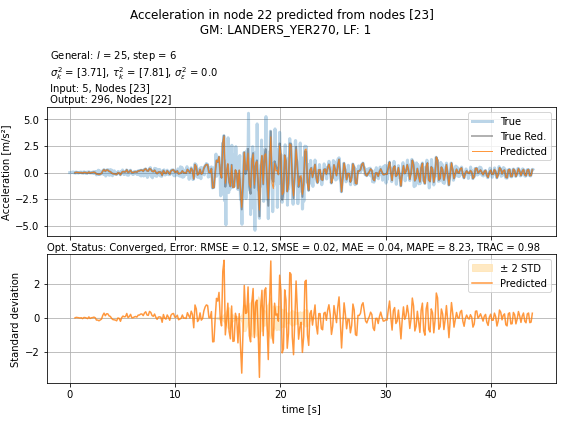 Acceleration in node 22 predicted from nodes [23]
GM: LANDERS_YER270, LF: 1
General: l = 25, step = 6
σ²ₖ = [3.71], τ²ₖ = [7.81], σ²ε = 0.0
Input: 5, Nodes [23]
Output: 296, Nodes [22]
Acceleration [m/s²]
5.0
2.5
0.0
−2.5
−5.0
True
True Red.
Predicted
Opt. Status: Converged, Error: RMSE = 0.12, SMSE = 0.02, MAE = 0.04, MAPE = 8.23, TRAC = 0.98
Standard deviation
2
0
−2
± 2 STD
Predicted
0
10
20
30
40
time [s]